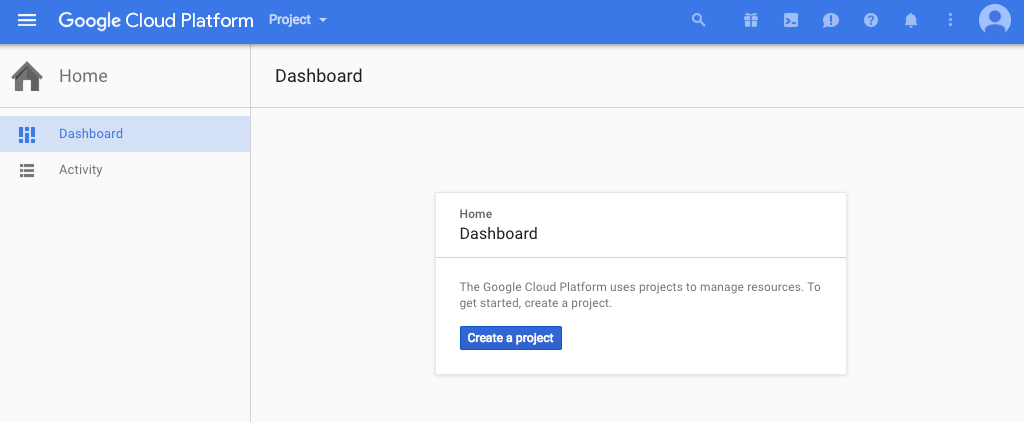 Google Cloud Platform Project
Home
Dashboard
Dashboard
Activity
Home
Dashboard
The Google Cloud Platform uses projects to manage resources. To
get started, create a project.
Create a project